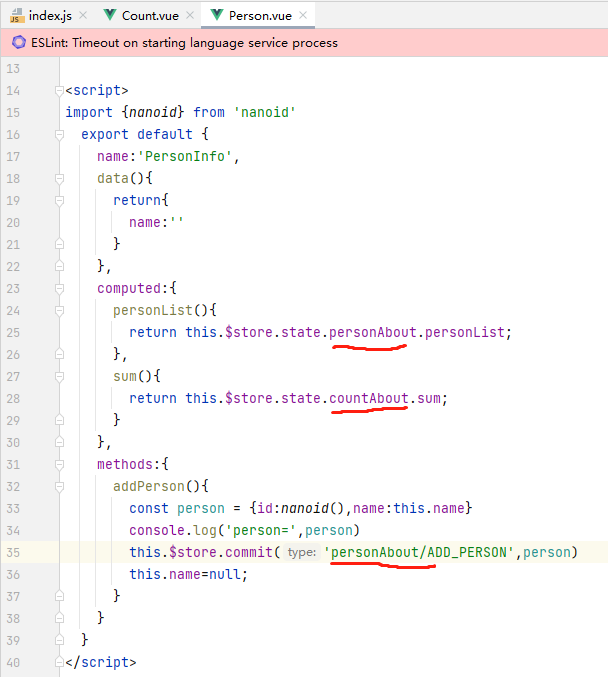 index.js Count.vue Person.vue
ESLint: Timeout on starting language service process
13
14 <script>
15 import {nanoid} from 'nanoid'
16 export default {
17 name:'PersonInfo',
18 data(){
19 return{
20 name:''
21 }
22 },
23 computed:{
24 personList(){
25 return this.$store.state.personAbout.personList;
26 },
27 sum(){
28 return this.$store.state.countAbout.sum;
29 }
30 },
31 methods:{
32 addPerson(){
33 const person = {id:nanoid(),name:this.name}
34 console.log('person=',person)
35 this.$store.commit( type: 'personAbout/ADD_PERSON',person)
36 this.name=null;
37 }
38 }
39 }
40 </script>